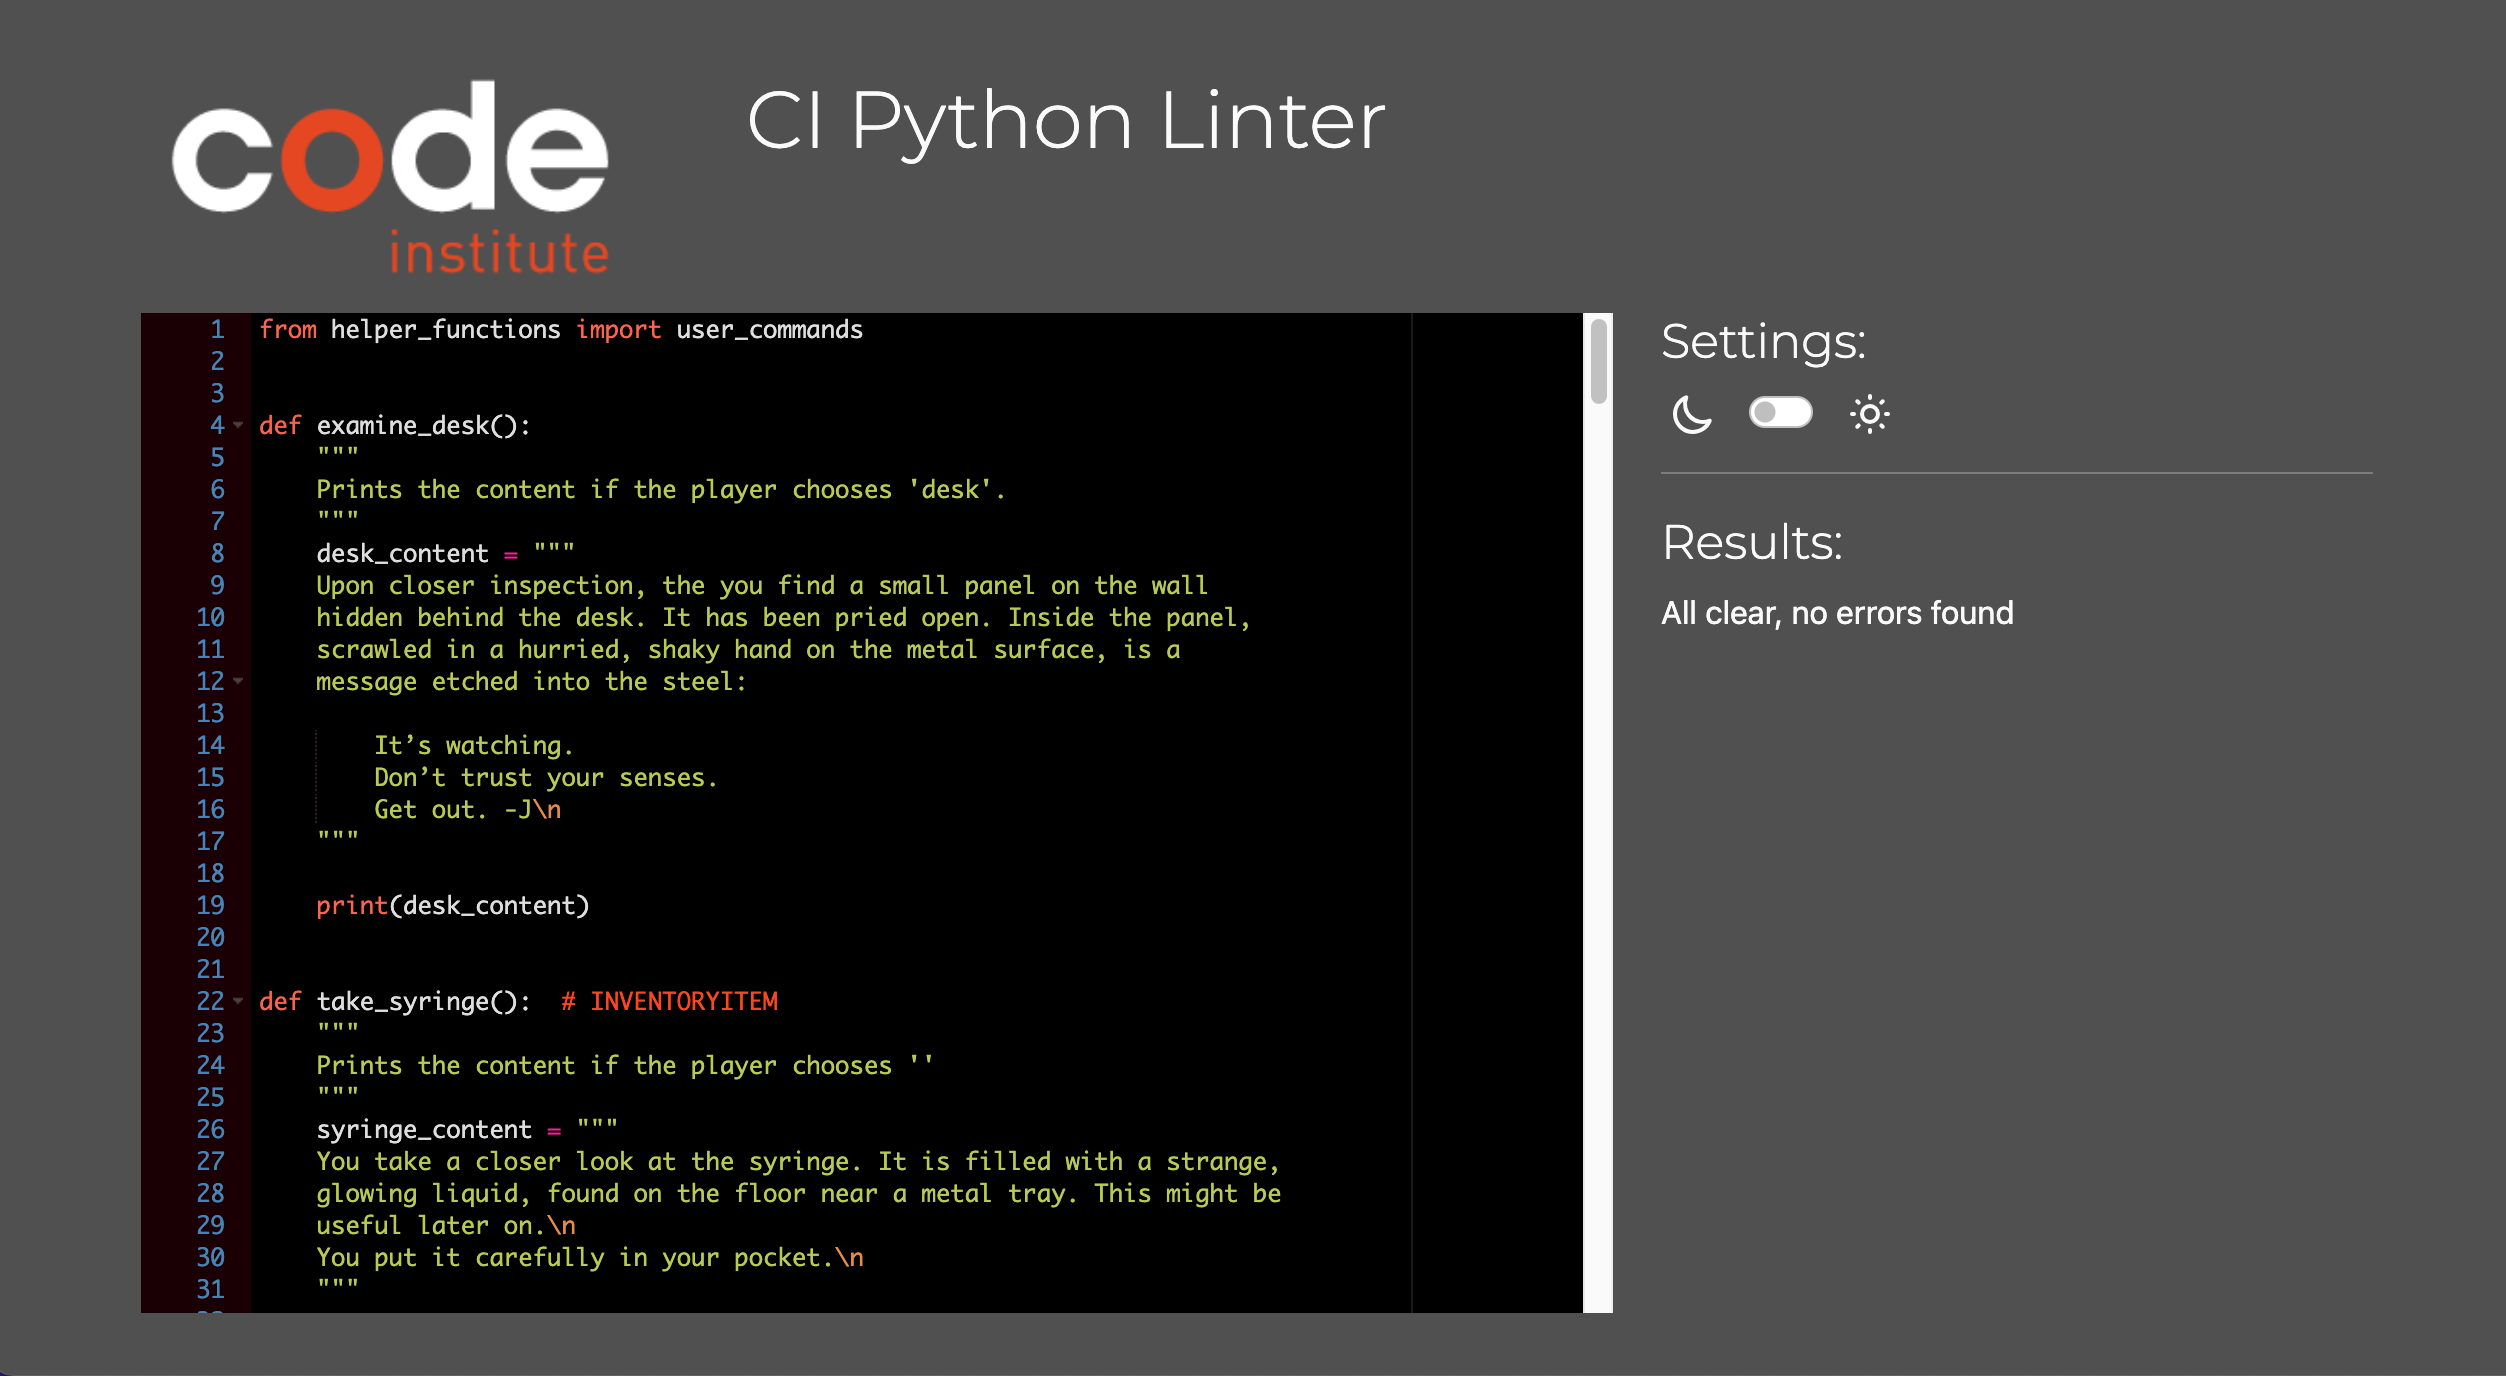 code
institute
CI Python Linter
1 from helper_functions import user_commands
2
3
4 def examine_desk():
5     """
6     Prints the content if the player chooses 'desk'.
7     """
8     desk_content = """
9     Upon closer inspection, the you find a small panel on the wall
10     hidden behind the desk. It has been pried open. Inside the panel,
11     scrawled in a hurried, shaky hand on the metal surface, is a
12     message etched into the steel:
13
14         It’s watching.
15         Don’t trust your senses.
16         Get out. -J\n
17     """
18
19     print(desk_content)
20
21
22 def take_syringe():  # INVENTORYITEM
23     """
24     Prints the content if the player chooses ''
25     """
26     syringe_content = """
27     You take a closer look at the syringe. It is filled with a strange,
28     glowing liquid, found on the floor near a metal tray. This might be
29     useful later on.\n
30     You put it carefully in your pocket.\n
31     """
Settings:
Results:
All clear, no errors found